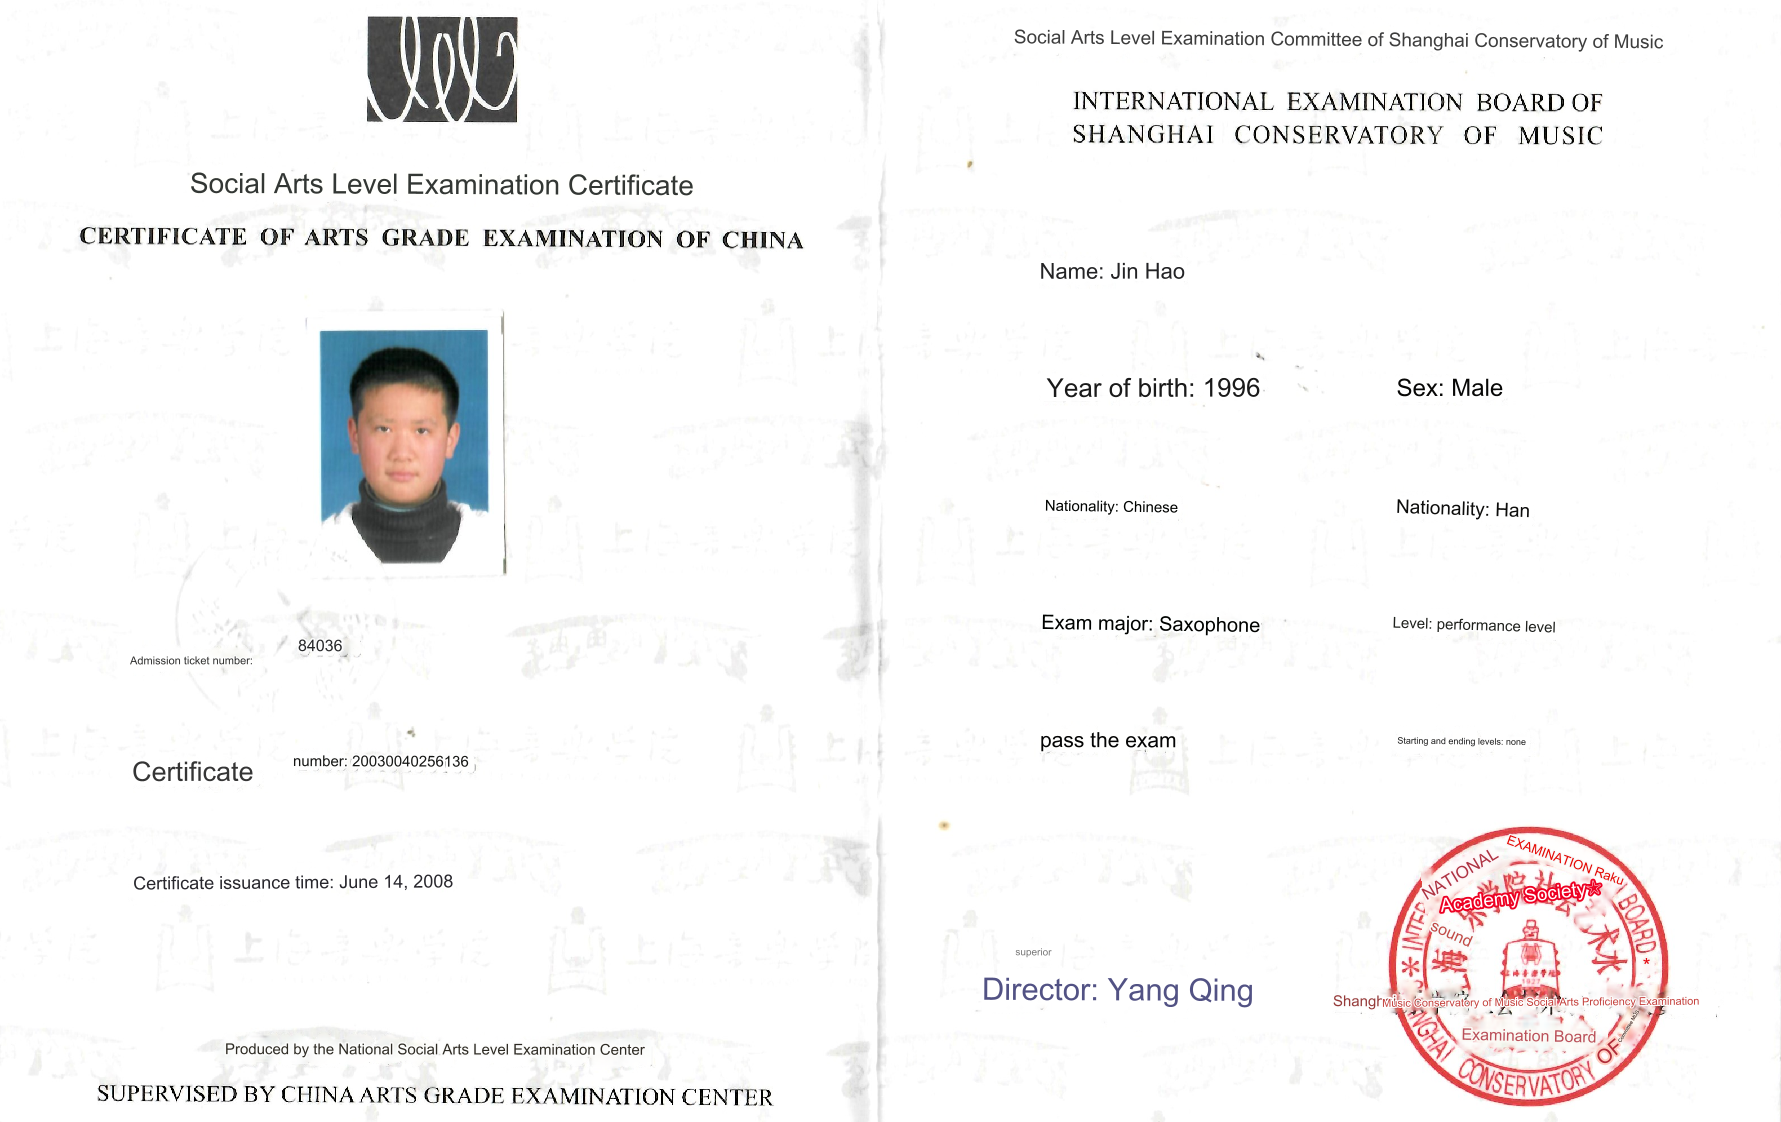 Social Arts Level Examination Certificate
CERTIFICATE OF ARTS GRADE EXAMINATION OF CHINA
84036
Admission ticket number:
Certificate
number: 20030040256136
Certificate issuance time: June 14, 2008
Produced by the National Social Arts Level Examination Center
SUPERVISED BY CHINA ARTS GRADE EXAMINATION CENTER
Social Arts Level Examination Committee of Shanghai Conservatory of Music
INTERNATIONAL EXAMINATION BOARD OF
SHANGHAI CONSERVATORY OF MUSIC
Name: Jin Hao
Year of birth: 1996
Sex: Male
Nationality: Chinese
Nationality: Han
Exam major: Saxophone
Level: performance level
pass the exam
Starting and ending levels: none
superior
Director: Yang Qing
INTERNATIONAL EXAMINATION Raku BOARD
Academy Society☆
sound
1927
Music Conservatory of Music Social Arts Proficiency Examination
Examination Board
CONSERVATORY OF